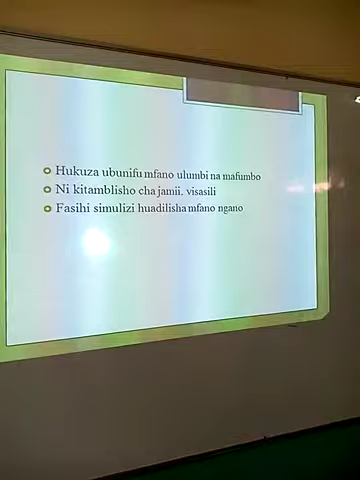 Hukuza ubunifu mfano ulumbi na mafumbo
Ni kitamblisho cha jamii. visasili
Fasihi simulizi huadilisha mfano ngano